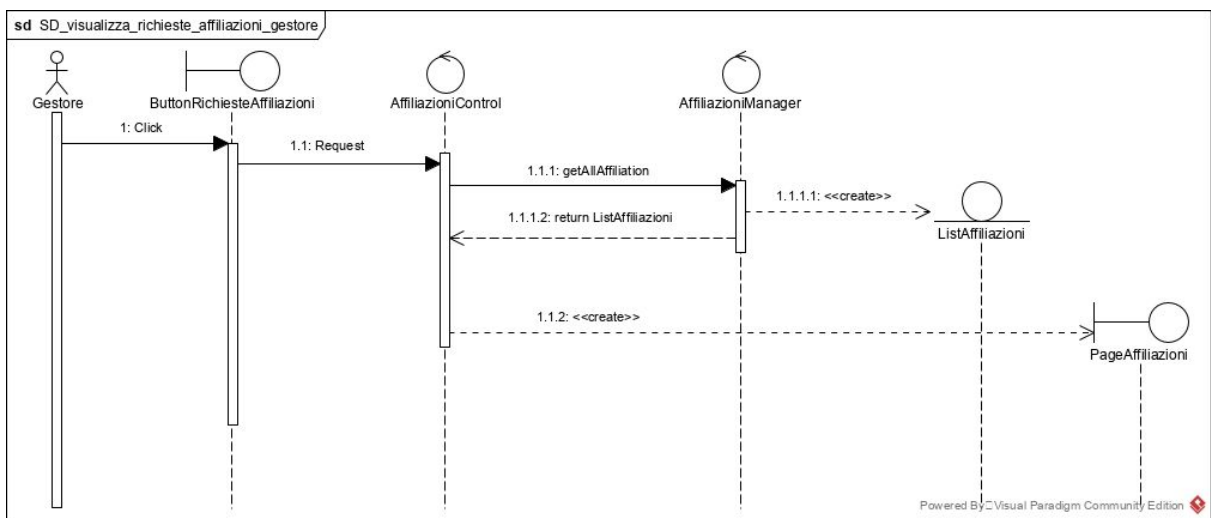 sd SD_visualizza_richieste_affiliazioni_gestore
Gestore
ButtonRichiesteAffiliazioni
AffiliazioniControl
AffiliazioniManager
1: Click
1.1: Request
1.1.1: getAllAffiliation
1.1.1.1: <<create>>
1.1.1.2: return ListAffiliazioni
ListAffiliazioni
1.1.2: <<create>>
PageAffiliazioni
Powered By Visual Paradigm Community Edition